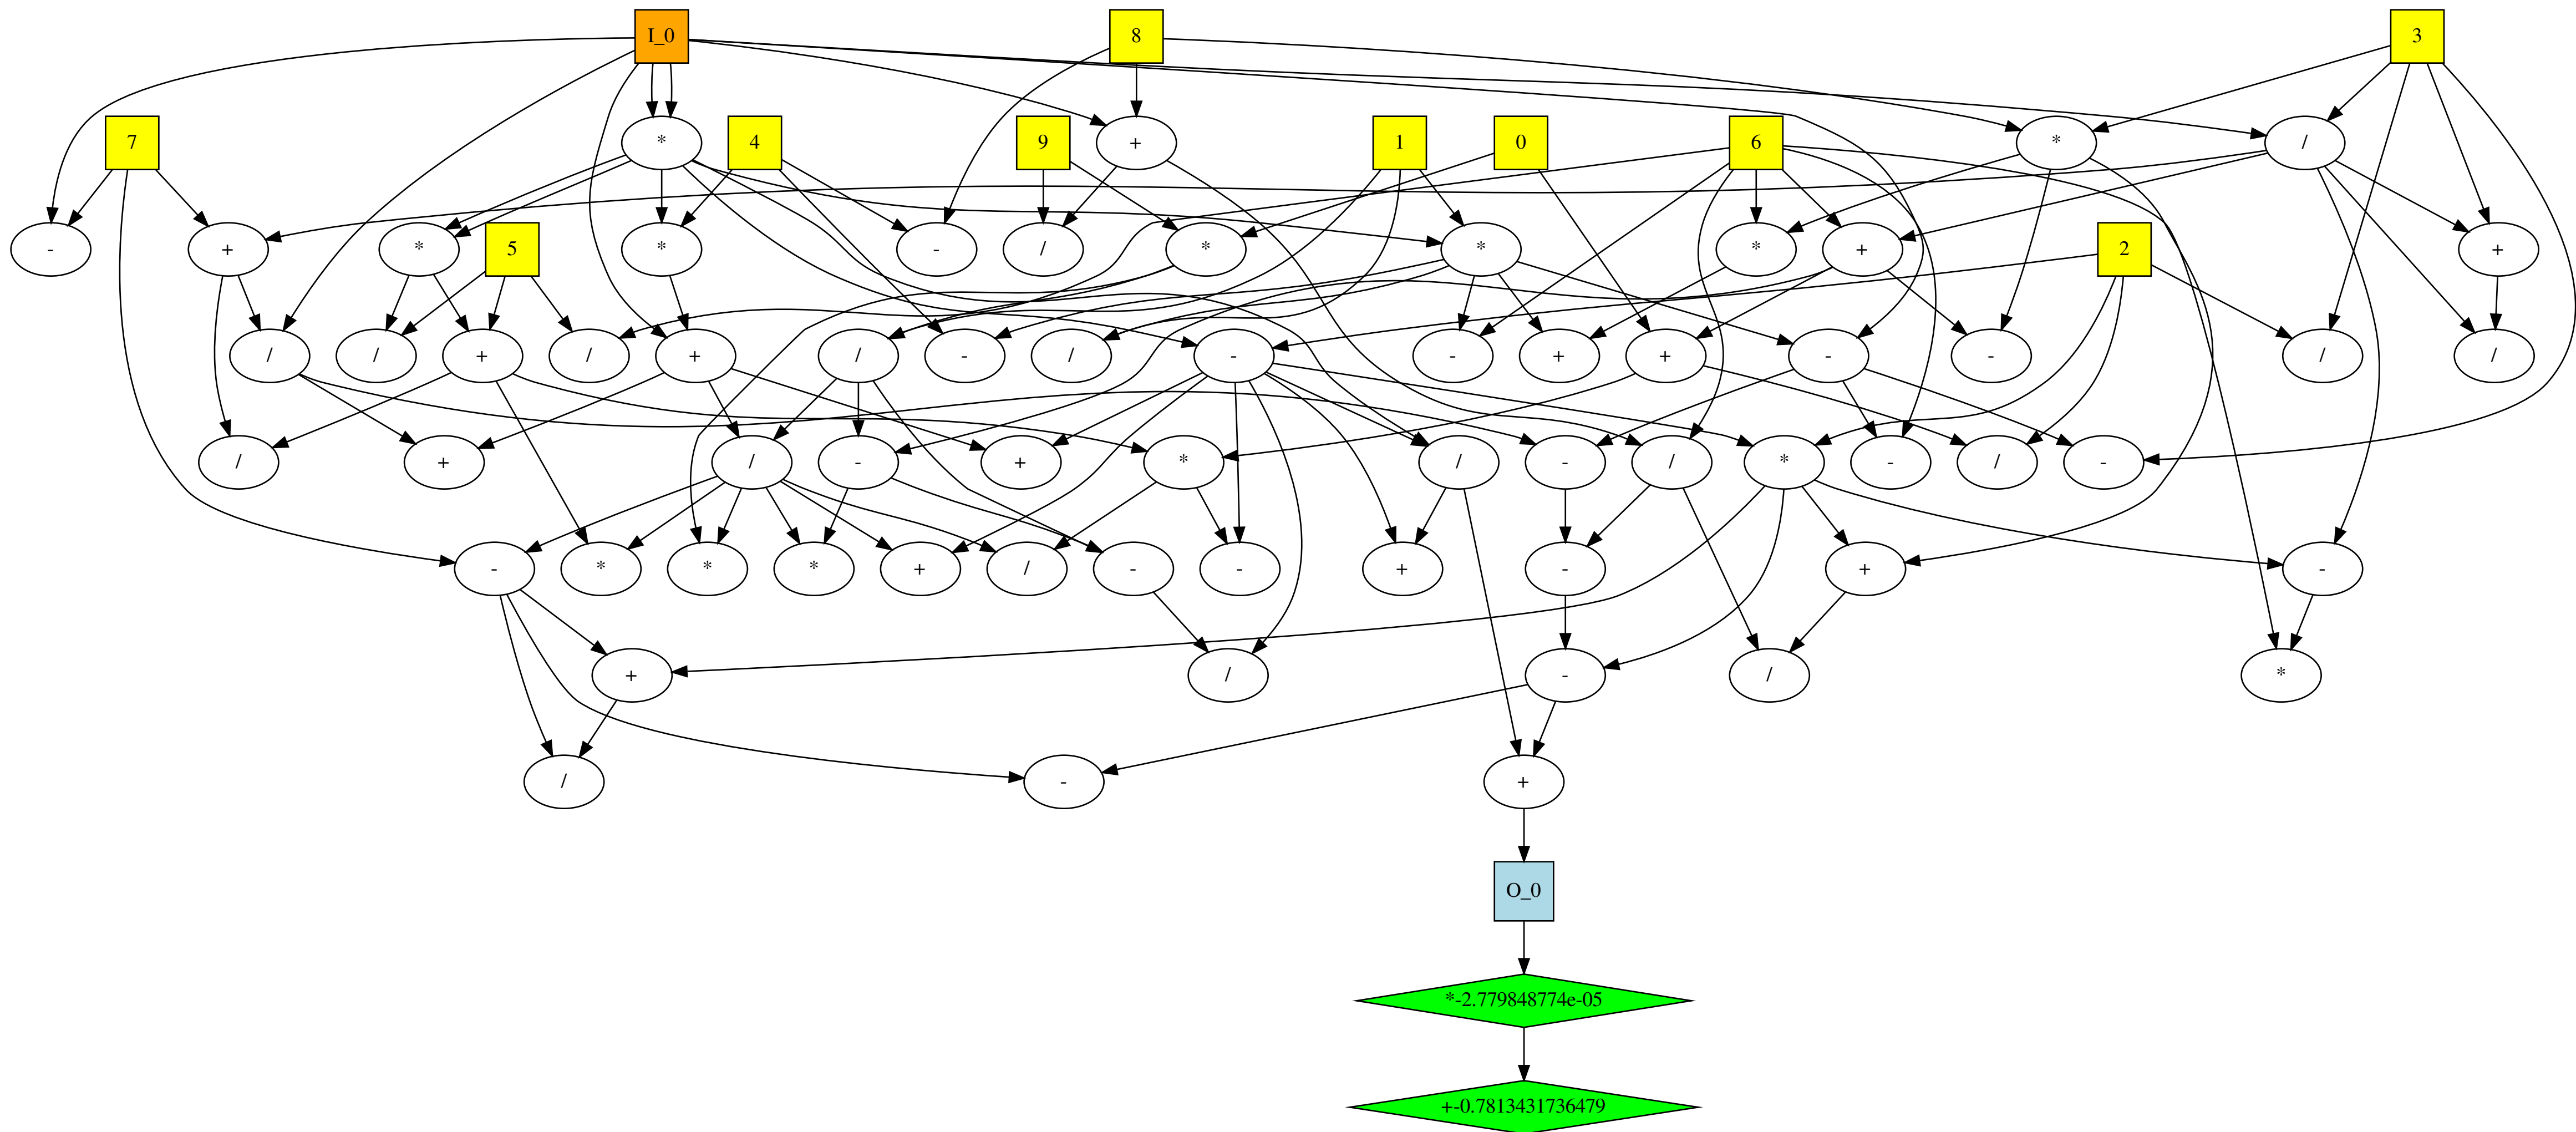 I_0 8 3
* 7 4 9 + 1 0 6 * /
- + * 5 * - / * * * + 2 +
/ / + / + / - / - - + + - - / /
/ + / - + * / - / * - / -
- * * * + / - - + - + -
+ / - / *
/ - +
O_0
*-2.779848774e-05
+-0.7813431736479